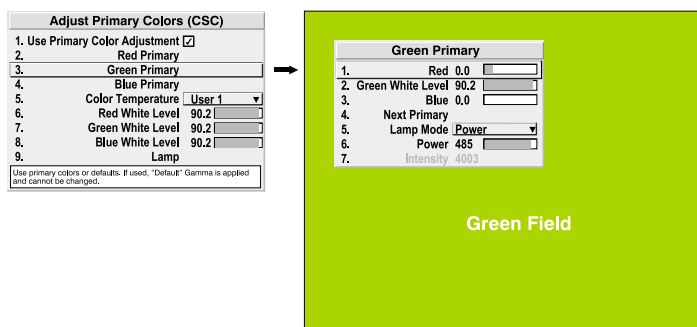 Adjust Primary Colors (CSC)
1. Use Primary Color Adjustment ☑
2. Red Primary
3. Green Primary
4. Blue Primary
5. Color Temperature User 1
6. Red White Level 90.2
7. Green White Level 90.2
8. Blue White Level 90.2
9. Lamp
Use primary colors or defaults. If used, "Default" Gamma is applied
and cannot be changed.
Green Primary
1. Red 0.0
2. Green White Level 90.2
3. Blue 0.0
4. Next Primary
5. Lamp Mode Power
6. Power 485
7. Intensity 4003
Green Field